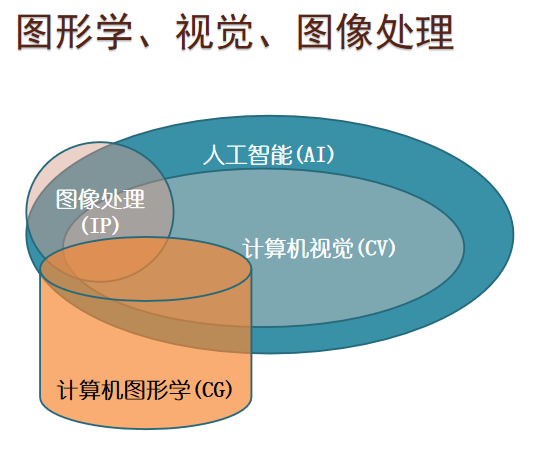 图形学、视觉、图像处理
人工智能(AI)
图像处理
(IP)
计算机视觉(CV)
计算机图形学(CG)